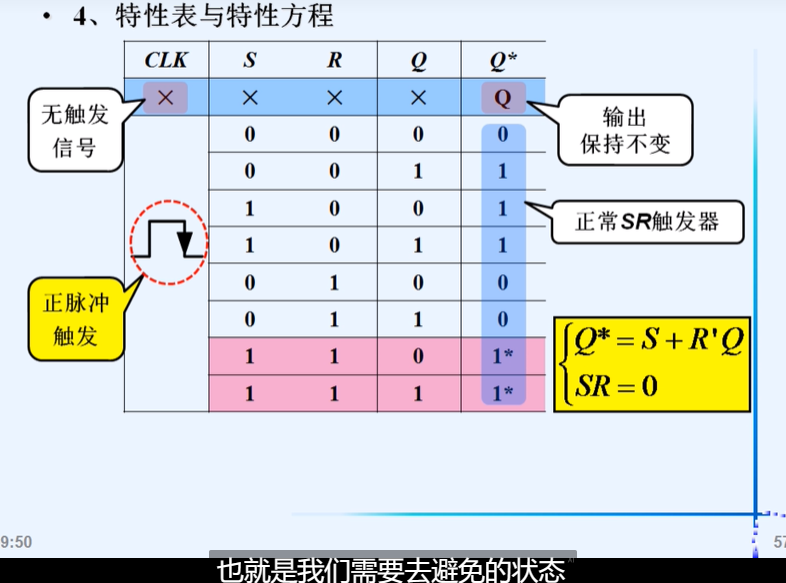 • 4、特性表与特性方程
CLK S R Q Q*
× × × × Q
0 0 0 0
0 0 1 1
1 0 0 1
1 0 1 1
0 1 0 0
0 1 1 0
1 1 0 1*
1 1 1 1*
无触发
信号
正脉冲
触发
输出
保持不变
正常SR触发器
Q* = S + R'Q
SR = 0
9:50
57
也就是我们需要去避免的状态